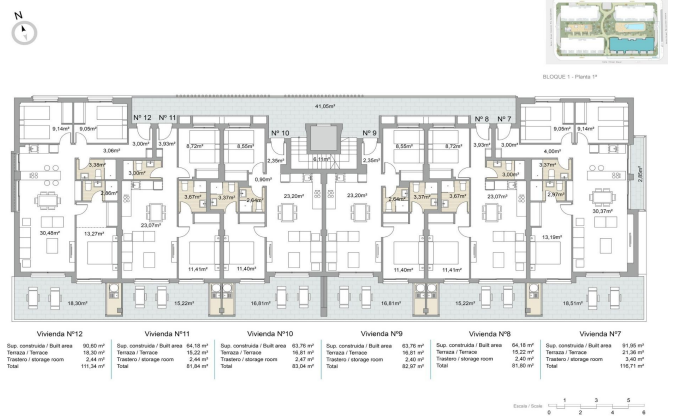 N
BLOQUE 1 - Planta 1ª
41,05m²
Nº 12 Nº 11 Nº 10 Nº 9 Nº 8 Nº 7
9,14m² 9,05m² 3,00m² 3,93m² 8,72m² 8,55m² 2,35m² 6,11m² 2,35m² 8,55m² 8,72m² 3,93m² 3,00m² 9,05m² 9,14m²
3,06m² 4,00m²
3,38m² 3,00m² 0,90m² 3,00m² 3,37m² 2,85m²
2,86m² 3,67m² 3,37m² 2,64m² 23,20m² 23,20m² 2,64m² 3,37m² 3,67m² 2,97m²
30,48m² 23,07m² 23,07m² 30,37m²
13,27m² 11,41m² 11,40m² 11,40m² 11,41m² 13,19m²
18,30m² 15,22m² 16,81m² 16,81m² 15,22m² 18,51m²
Vivienda Nº12
Sup. construida / Built area 90,60 m²
Terraza / Terrace 18,30 m²
Trastero / storage room 2,44 m²
Total 111,34 m²
Vivienda Nº11
Sup. construida / Built area 64,18 m²
Terraza / Terrace 15,22 m²
Trastero / storage room 2,44 m²
Total 81,84 m²
Vivienda Nº10
Sup. construida / Built area 63,76 m²
Terraza / Terrace 16,81 m²
Trastero / storage room 2,47 m²
Total 83,04 m²
Vivienda Nº9
Sup. construida / Built area 63,76 m²
Terraza / Terrace 16,81 m²
Trastero / storage room 2,40 m²
Total 82,97 m²
Vivienda Nº8
Sup. construida / Built area 64,18 m²
Terraza / Terrace 15,22 m²
Trastero / storage room 2,40 m²
Total 81,80 m²
Vivienda Nº7
Sup. construida / Built area 91,95 m²
Terraza / Terrace 21,36 m²
Trastero / storage room 3,40 m²
Total 116,71 m²
Escala / Scale
1 3 5
0 2 4 6